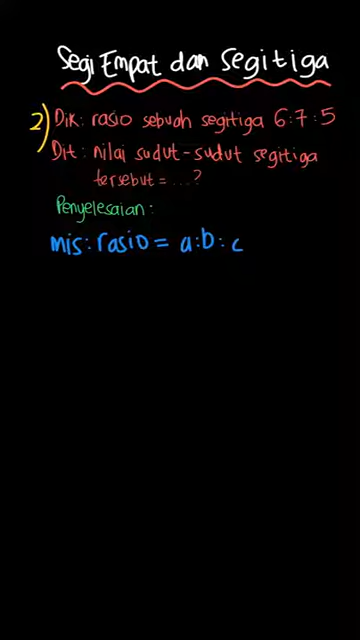 Segi Empat dan Segitiga
2) Dik: rasio sebuah segitiga 6:7:5
Dit: Nilai sudut-sudut segitiga
tersebut = ....?
Penyelesaian:
mis: rasio = a:b:c